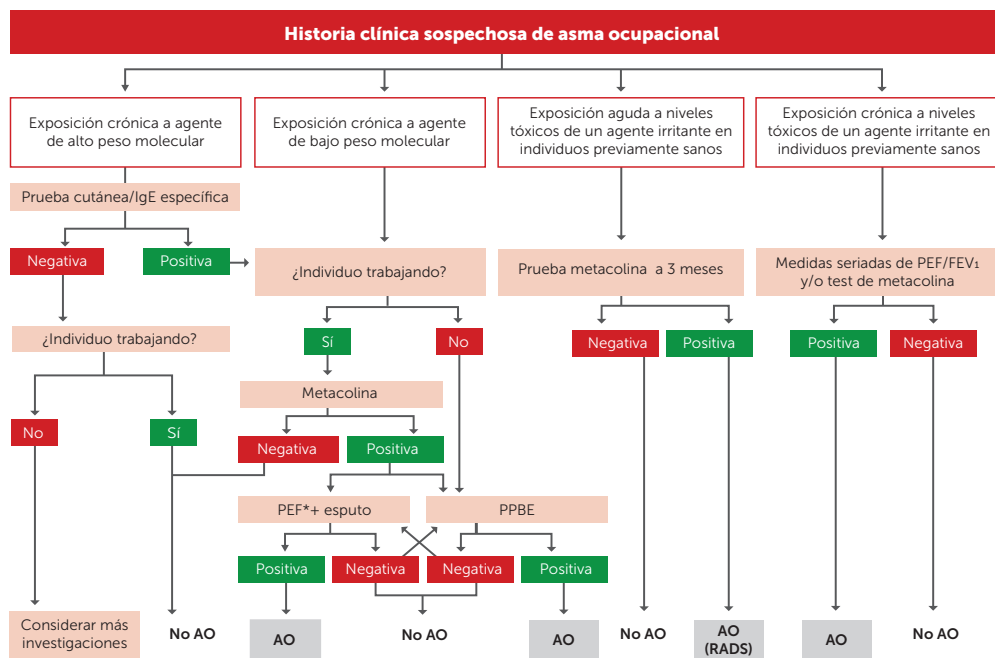 Historia clínica sospechosa de asma ocupacional
Exposición crónica a agente
de alto peso molecular
Exposición crónica a agente
de bajo peso molecular
Exposición aguda a niveles
tóxicos de un agente irritante en
individuos previamente sanos
Exposición crónica a niveles
tóxicos de un agente irritante en
individuos previamente sanos
Prueba cutánea/IgE específica
Negativa
Positiva
¿Individuo trabajando?
Prueba metacolina a 3 meses
Medidas seriadas de PEF/FEV₁
y/o test de metacolina
¿Individuo trabajando?
Sí
No
Negativa
Positiva
Positiva
Negativa
Metacolina
No
Sí
Negativa
Positiva
PEF*+ esputo
PPBE
Positiva
Negativa
Negativa
Positiva
Considerar más
investigaciones
No AO
AO
No AO
AO
No AO
AO
(RADS)
AO
No AO